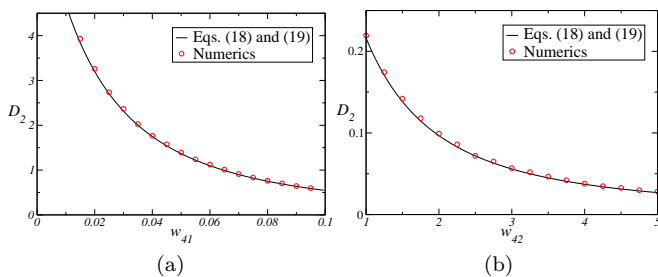 4
3
D2
2
1
0
0
0.02
0.04
0.06
0.08
0.1
w41
Eqs. (18) and (19)
Numerics
(a)
0.2
D2
0.1
0
1
2
3
4
5
w42
Eqs. (18) and (19)
Numerics
(b)